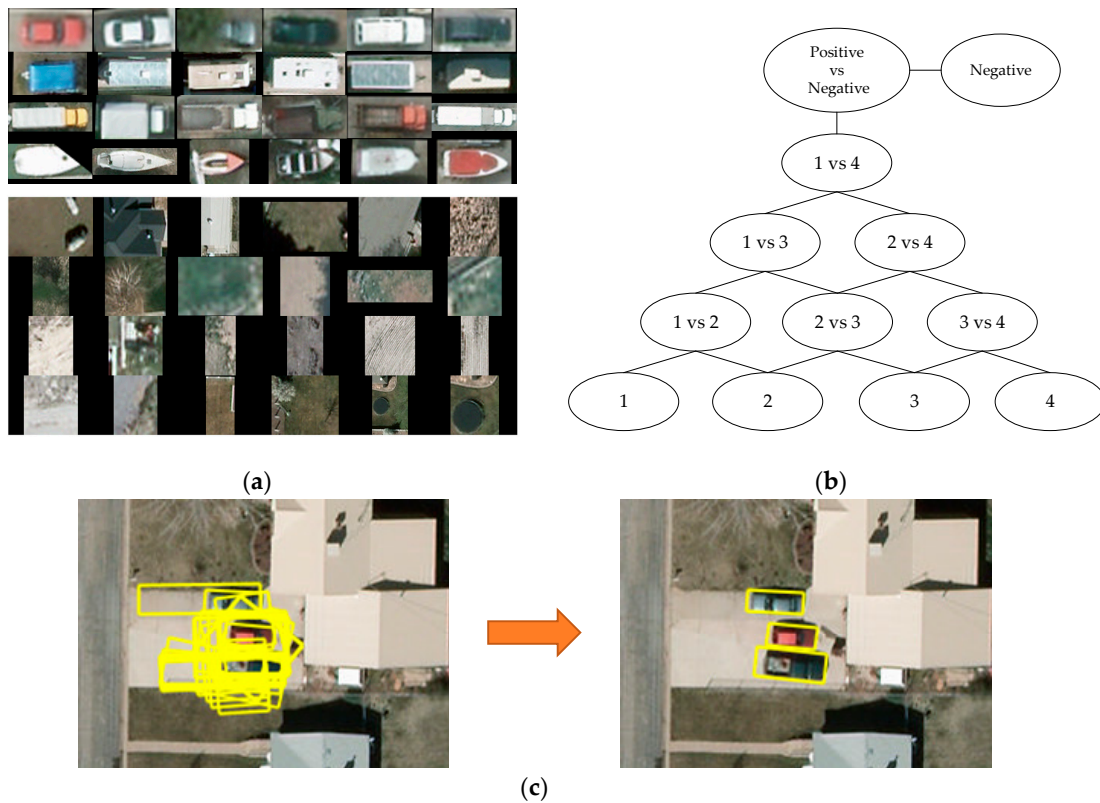 Positive
vs
Negative
Negative
1 vs 4
1 vs 3
2 vs 4
1 vs 2
2 vs 3
3 vs 4
1
2
3
4
(a)
(b)
(c)